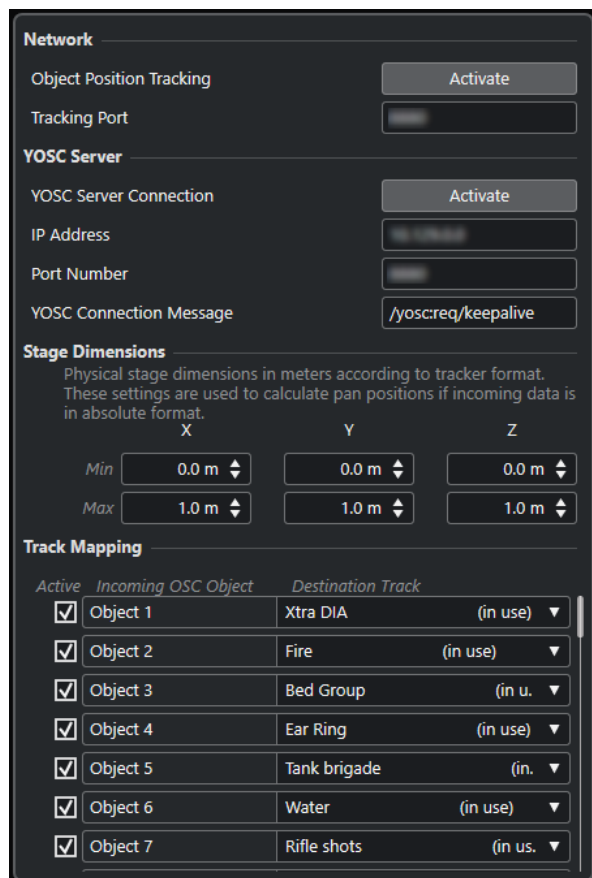 Network
Object Position Tracking Activate
Tracking Port
YOSC Server
YOSC Server Connection Activate
IP Address
Port Number
YOSC Connection Message /yosc:req/keepalive
Stage Dimensions
Physical stage dimensions in meters according to tracker format.
These settings are used to calculate pan positions if incoming data is
in absolute format.
X Y Z
Min 0.0 m 0.0 m 0.0 m
Max 1.0 m 1.0 m 1.0 m
Track Mapping
Active Incoming OSC Object Destination Track
Object 1 Xtra DIA (in use)
Object 2 Fire (in use)
Object 3 Bed Group (in u.
Object 4 Ear Ring (in use)
Object 5 Tank brigade (in.
Object 6 Water (in use)
Object 7 Rifle shots (in us.